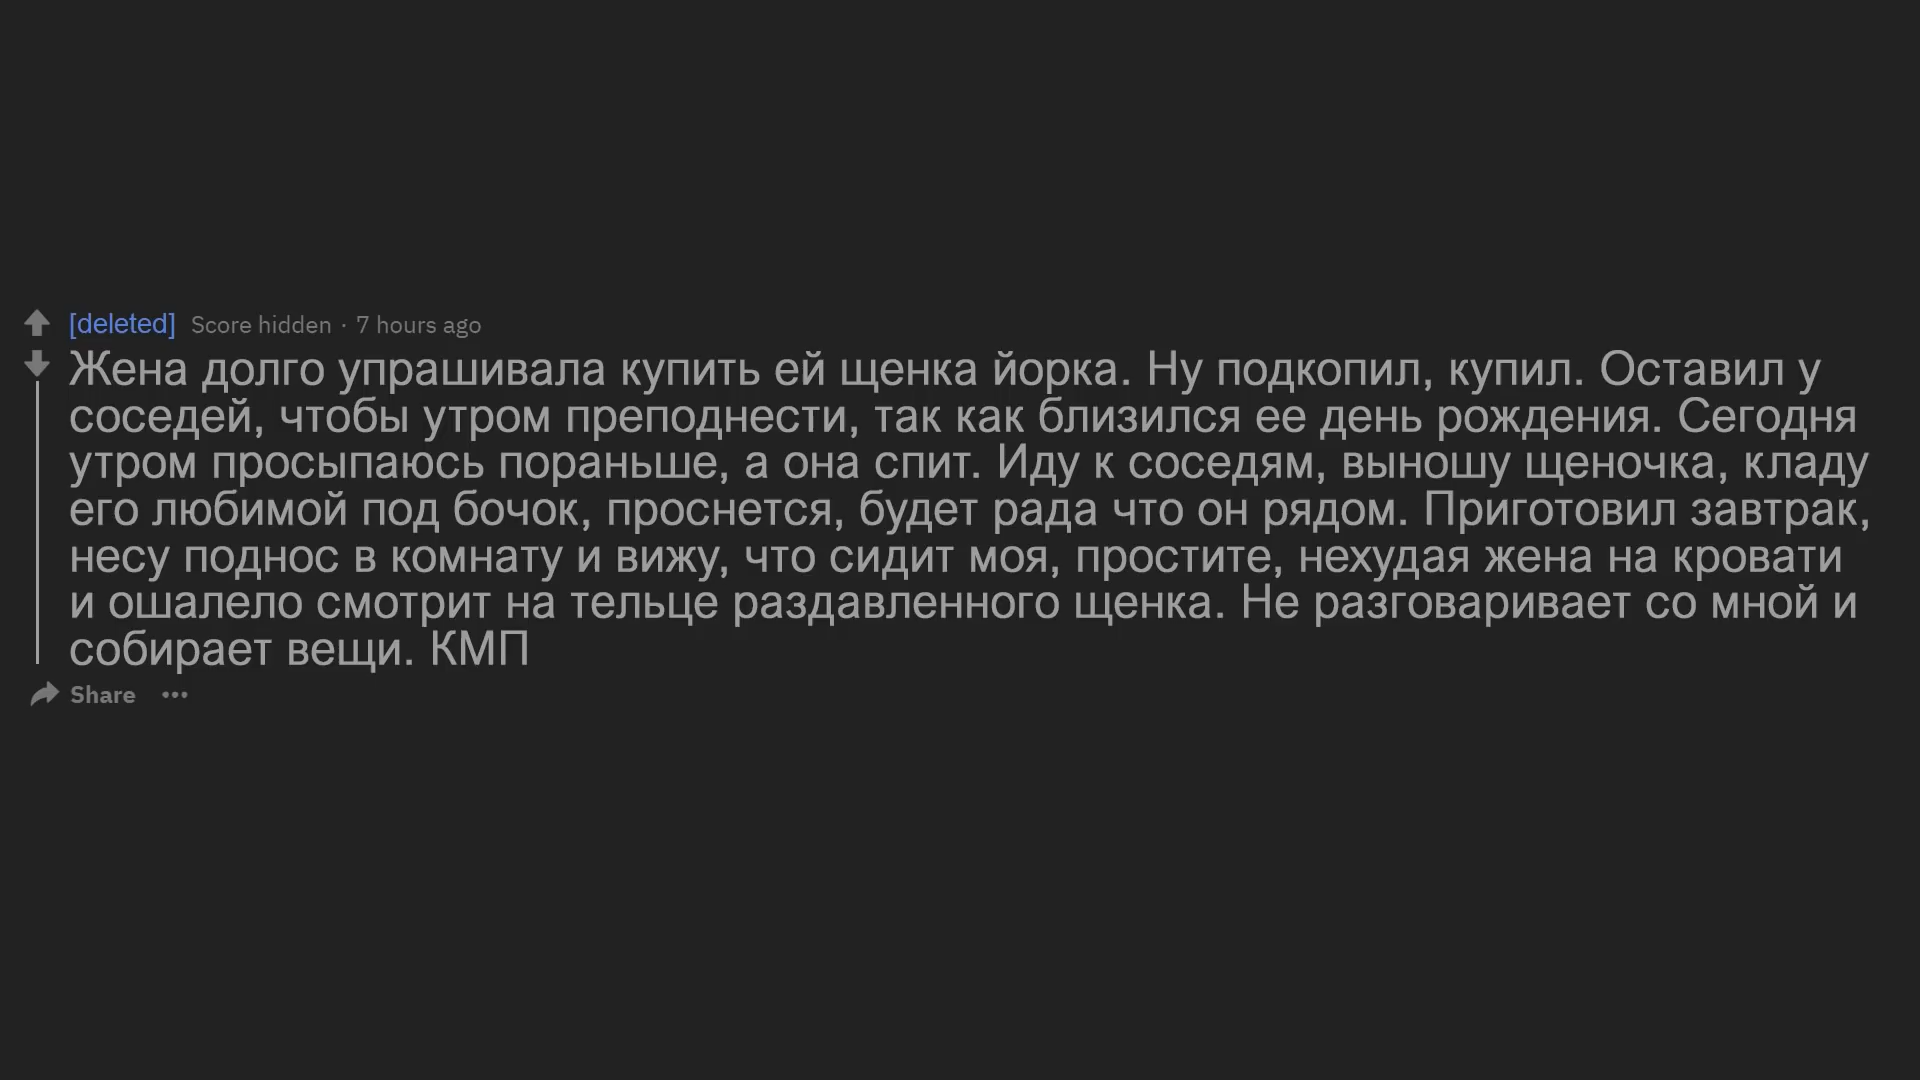 [deleted] Score hidden · 7 hours ago
Жена долго упрашивала купить ей щенка йорка. Ну подкопил, купил. Оставил у
соседей, чтобы утром преподнести, так как близился ее день рождения. Сегодня
утром просыпаюсь пораньше, а она спит. Иду к соседям, выношу щеночка, кладу
его любимой под бочок, проснется, будет рада что он рядом. Приготовил завтрак,
несу поднос в комнату и вижу, что сидит моя, простите, нехудая жена на кровати
и ошалело смотрит на тельце раздавленного щенка. Не разговаривает со мной и
собирает вещи. КМП
Share